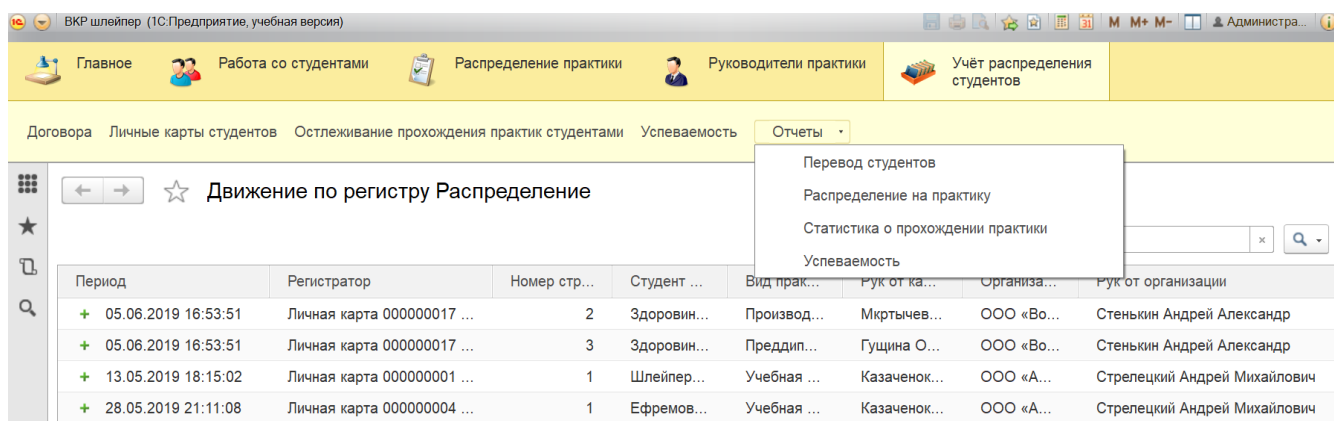 ВКР шлейпер (1С:Предприятие, учебная версия) M M+ M- Администра...
Главное Работа со студентами Распределение практики Руководители практики Учёт распределения студентов
Договора Личные карты студентов Остлеживание прохождения практик студентами Успеваемость Отчеты
Перевод студентов
Движение по регистру Распределение
Распределение на практику
Статистика о прохождении практики
Успеваемость
Период Регистратор Номер стр... Студент ... Вид прак... Рук от ка... Организа... Рук от организации
05.06.2019 16:53:51 Личная карта 000000017 ... 2 Здоровин... Производ... Мкртычев... ООО «Во... Стенькин Андрей Александр
05.06.2019 16:53:51 Личная карта 000000017 ... 3 Здоровин... Преддип... Гущина О... ООО «Во... Стенькин Андрей Александр
13.05.2019 18:15:02 Личная карта 000000001 ... 1 Шлейпер... Учебная ... Казаченок... ООО «А... Стрелецкий Андрей Михайлович
28.05.2019 21:11:08 Личная карта 000000004 ... 1 Ефремов... Учебная ... Казаченок... ООО «А... Стрелецкий Андрей Михайлович